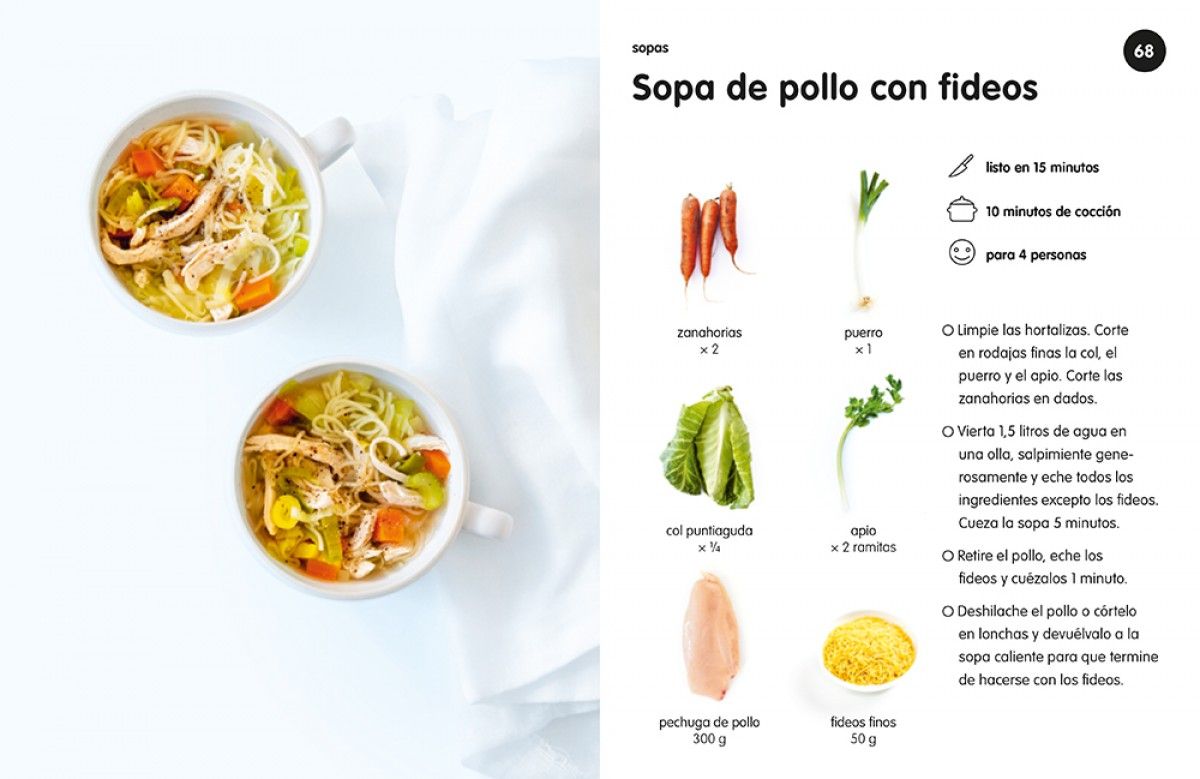 sopas
68
Sopa de pollo con fideos
listo en 15 minutos
10 minutos de cocción
para 4 personas
zanahorias
× 2
puerro
× 1
col puntiaguda
× ¼
apio
× 2 ramitas
pechuga de pollo
300 g
fideos finos
50 g
Limpie las hortalizas. Corte
en rodajas finas la col, el
puerro y el apio. Corte las
zanahorias en dados.
Vierta 1,5 litros de agua en
una olla, salpimiente gene-
rosamente y eche todos los
ingredientes excepto los fideos.
Cueza la sopa 5 minutos.
Retire el pollo, eche los
fideos y cuézalos 1 minuto.
Deshilache el pollo o córtelo
en lonchas y devuélvalo a la
sopa caliente para que termine
de hacerse con los fideos.